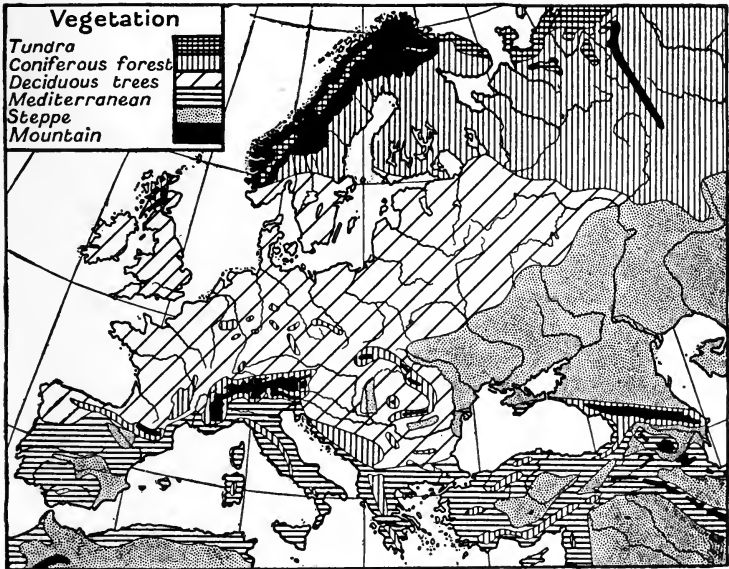 Vegetation
Tundra
Coniferous forest
Deciduous trees
Mediterranean
Steppe
Mountain